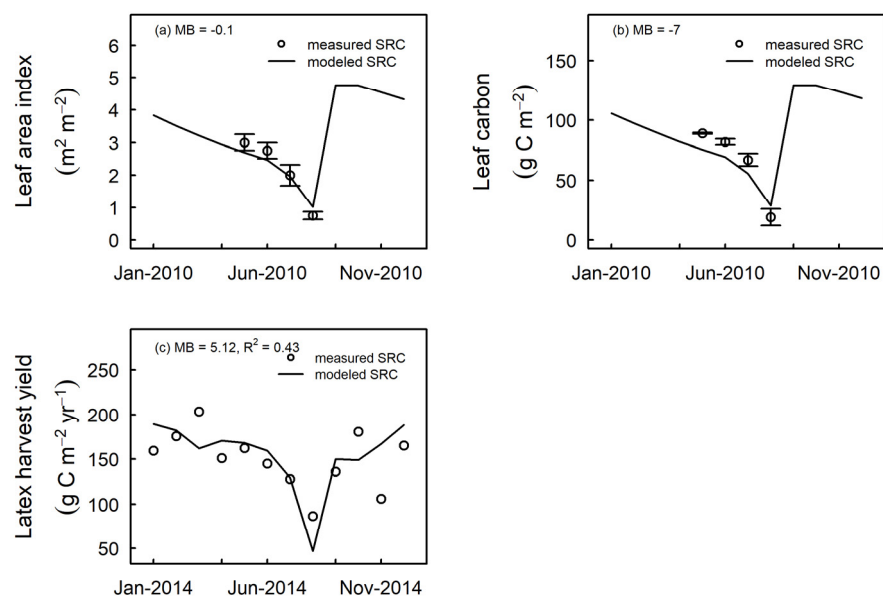 (a) MB = -0.1
measured SRC
modeled SRC
Leaf area index
(m² m⁻²)
6
5
4
3
2
1
0
Jan-2010
Jun-2010
Nov-2010
(b) MB = -7
measured SRC
modeled SRC
Leaf carbon
(g C m⁻²)
150
100
50
0
Jan-2010
Jun-2010
Nov-2010
(c) MB = 5.12, R² = 0.43
measured SRC
modeled SRC
Latex harvest yield
(g C m⁻² yr⁻¹)
250
200
150
100
50
Jan-2014
Jun-2014
Nov-2014